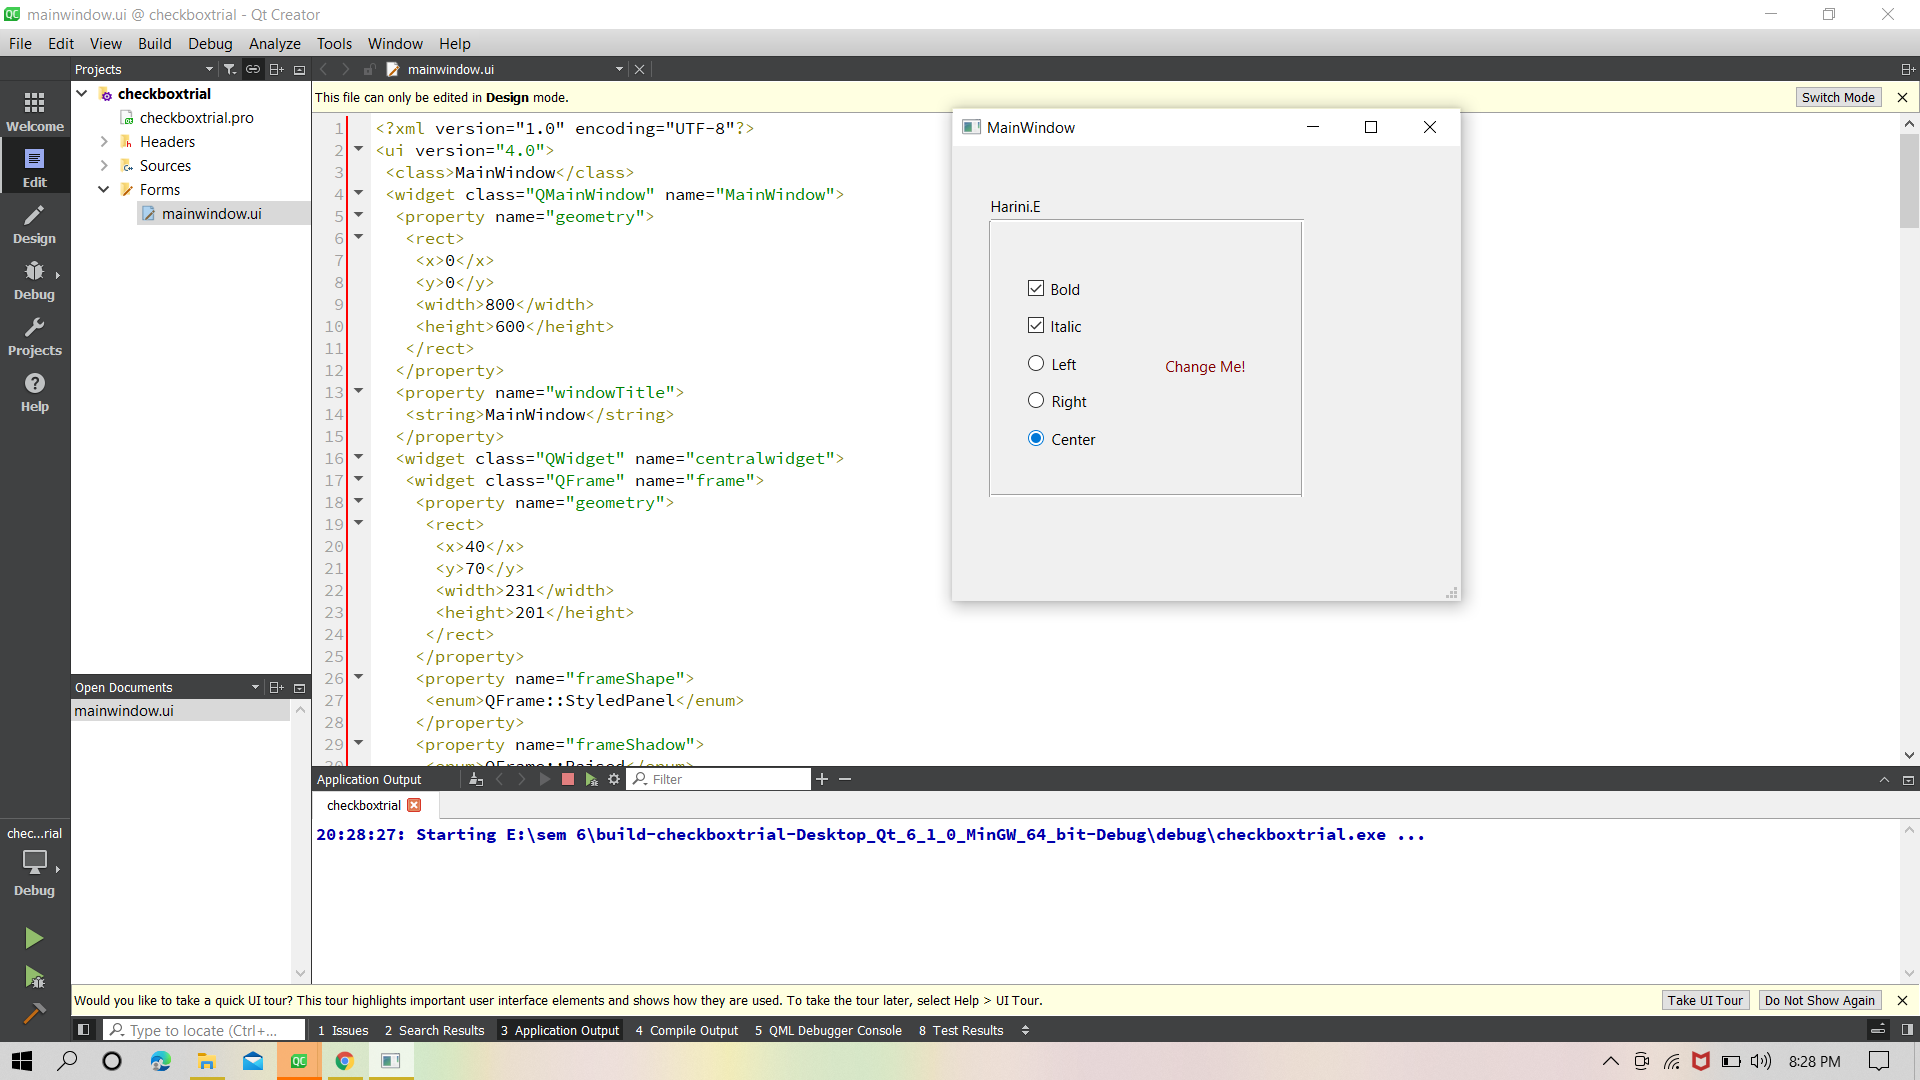 mainwindow.ui @ checkboxtrial - Qt Creator
File Edit View Build Debug Analyze Tools Window Help
Projects
mainwindow.ui
checkboxtrial
checkboxtrial.pro
Headers
Sources
Forms
mainwindow.ui
Welcome
Edit
Design
Debug
Projects
Help
This file can only be edited in Design mode.
Switch Mode
1 <?xml version="1.0" encoding="UTF-8"?>
2 <ui version="4.0">
3 <class>MainWindow</class>
4 <widget class="QMainWindow" name="MainWindow">
5 <property name="geometry">
6 <rect>
7 <x>0</x>
8 <y>0</y>
9 <width>800</width>
10 <height>600</height>
11 </rect>
12 </property>
13 <property name="windowTitle">
14 <string>MainWindow</string>
15 </property>
16 <widget class="QWidget" name="centralwidget">
17 <widget class="QFrame" name="frame">
18 <property name="geometry">
19 <rect>
20 <x>40</x>
21 <y>70</y>
22 <width>231</width>
23 <height>201</height>
24 </rect>
25 </property>
26 <property name="frameShape">
27 <enum>QFrame::StyledPanel</enum>
28 </property>
29 <property name="frameShadow">
30 <enum>QFrame::Raised</enum>
MainWindow
Harini.E
Bold
Italic
Left
Change Me!
Right
Center
Open Documents
mainwindow.ui
Application Output
Filter
checkboxtrial
20:28:27: Starting E:\sem 6\build-checkboxtrial-Desktop_Qt_6_1_0_MinGW_64_bit-Debug\debug\checkboxtrial.exe ...
chec...rial
Debug
Would you like to take a quick UI tour? This tour highlights important user interface elements and shows how they are used. To take the tour later, select Help > UI Tour.
Take UI Tour
Do Not Show Again
Type to locate (Ctrl+...
1 Issues 2 Search Results 3 Application Output 4 Compile Output 5 QML Debugger Console 8 Test Results
8:28 PM